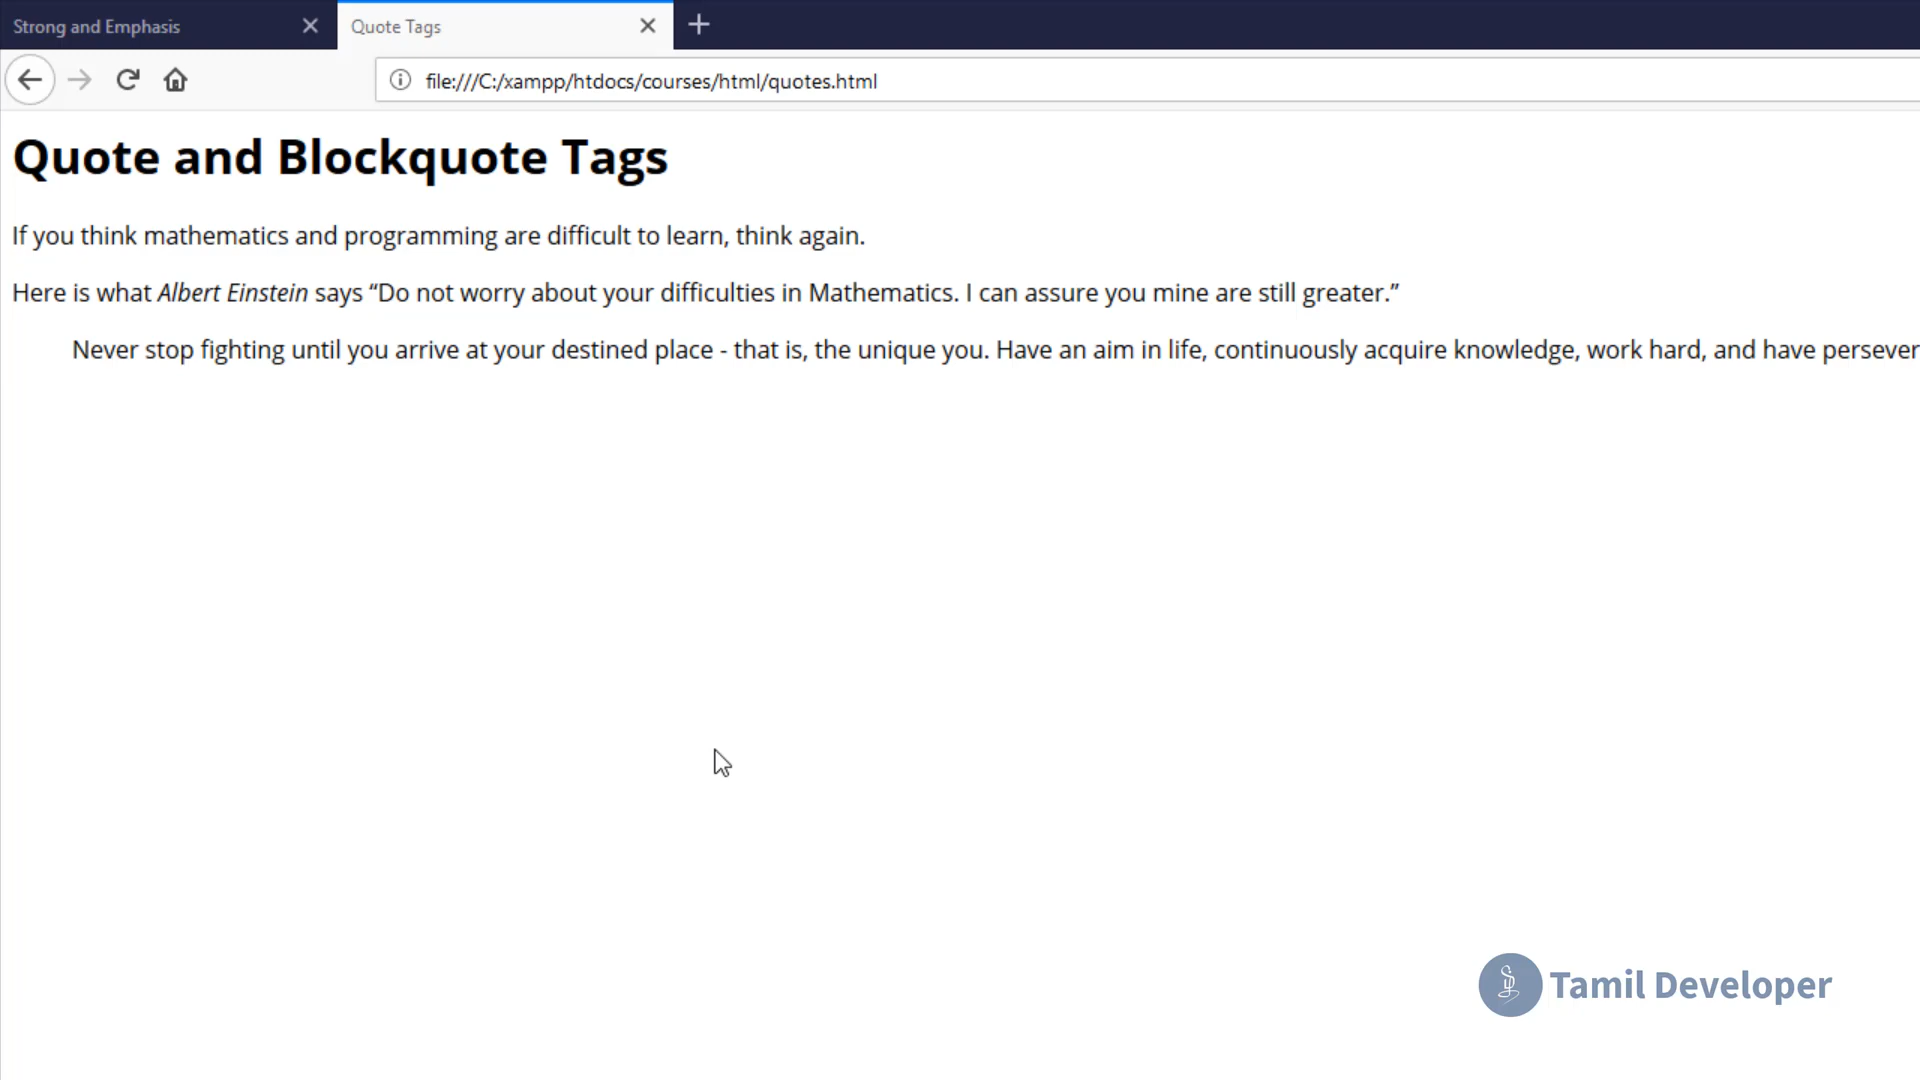 Strong and Emphasis
Quote Tags
file:///C:/xampp/htdocs/courses/html/quotes.html
Quote and Blockquote Tags
If you think mathematics and programming are difficult to learn, think again.
Here is what Albert Einstein says “Do not worry about your difficulties in Mathematics. I can assure you mine are still greater.”
Never stop fighting until you arrive at your destined place - that is, the unique you. Have an aim in life, continuously acquire knowledge, work hard, and have persever
Tamil Developer